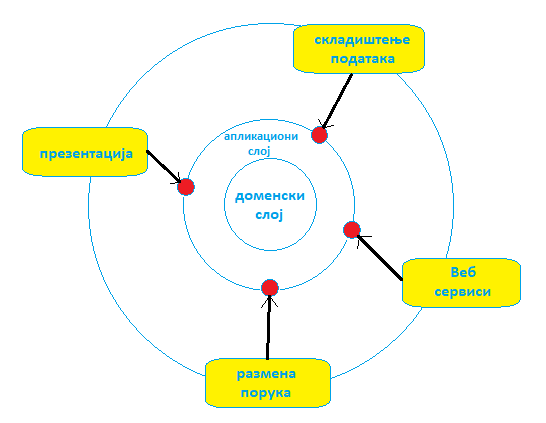 складиштење
података
апликациони
слој
презентација
доменски
слој
Веб
сервиси
размена
порука